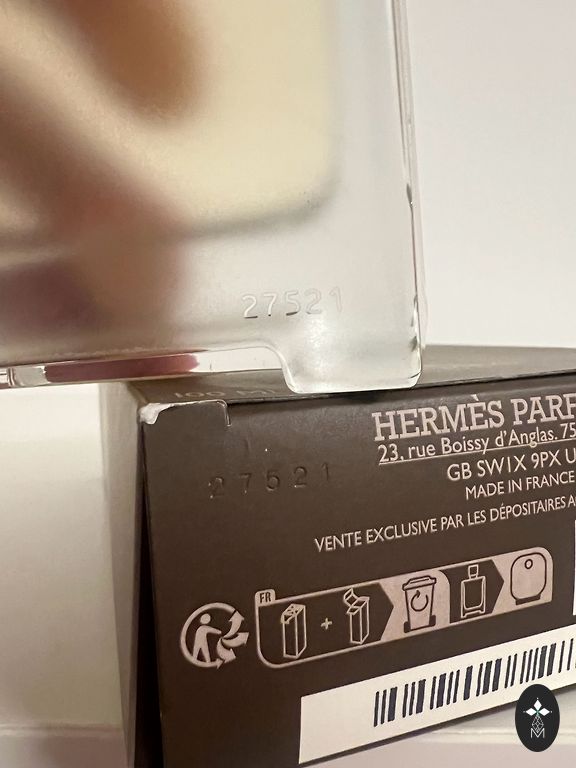 27521
HERMÈS PARF
23, rue Boissy d'Anglas. 75
GB SW1X 9PX U
MADE IN FRANCE
27521
VENTE EXCLUSIVE PAR LES DÉPOSITAIRES A
FR
+